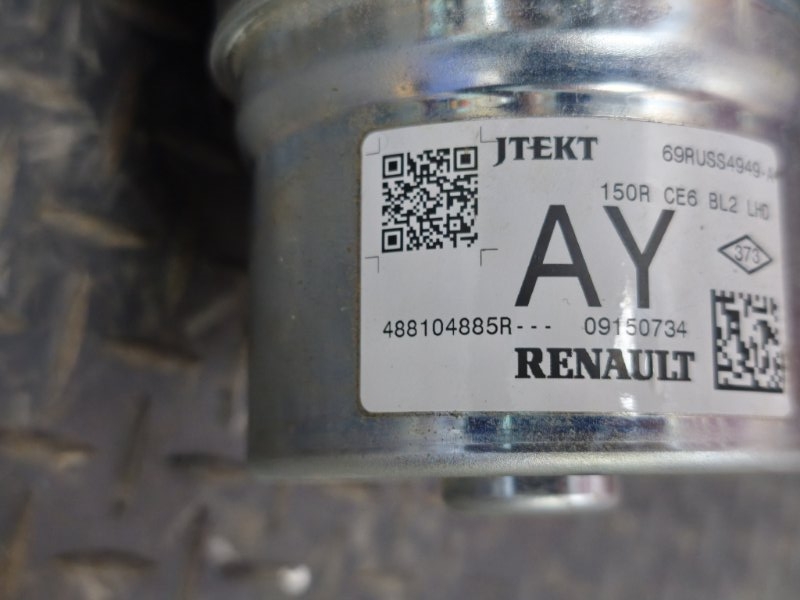 JTEKT 69RUSS4949-A
150R CE6 BL2 LHD
AY
373
488104885R--- 09150734
RENAULT